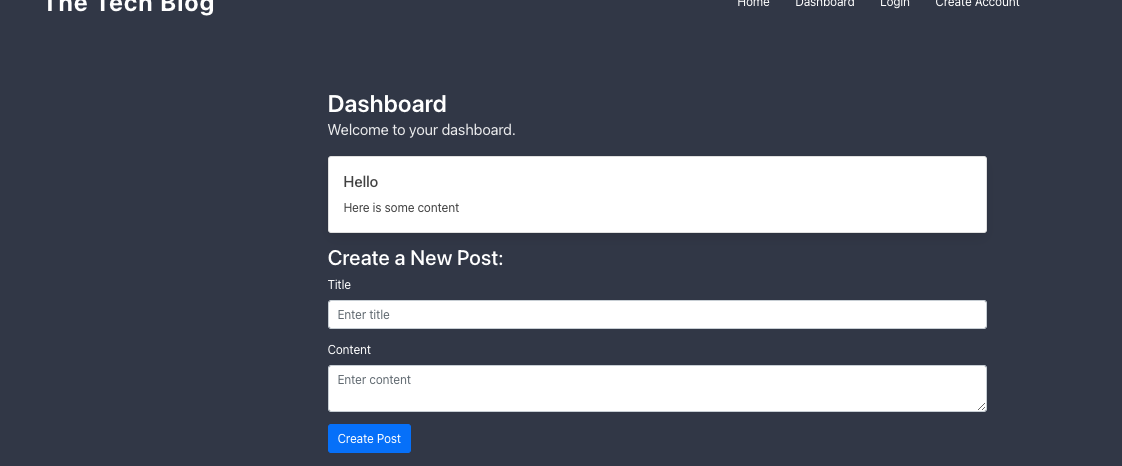 The Tech Blog
Home Dashboard Login Create Account
Dashboard
Welcome to your dashboard.
Hello
Here is some content
Create a New Post:
Title
Enter title
Content
Enter content
Create Post